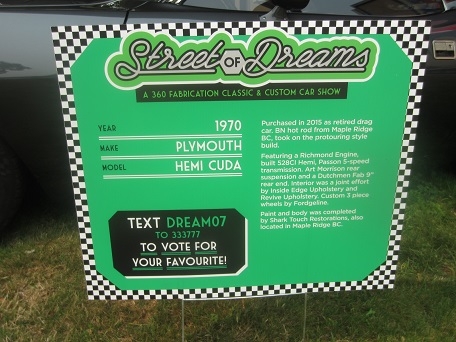 Street OF Dreams
A 360 FABRICATION CLASSIC & CUSTOM CAR SHOW
YEAR 1970
MAKE PLYMOUTH
MODEL HEMI CUDA
TEXT DREAM07
TO 333777
TO VOTE FOR
YOUR FAVOURITE!
Purchased in 2015 as retired drag
car. BN hot rod from Maple Ridge
BC, took on the protouring style
build.
Featuring a Richmond Engine,
built 528CI Hemi, Passon 5-speed
transmission. Art Morrison rear
suspension and a Dutchmen Fab 9"
rear end. Interior was a joint effort
by Inside Edge Upholstery and
Revive Upholstery. Custom 3 piece
wheels by Fordgeline.
Paint and body was completed
by Shark Touch Restorations, also
located in Maple Ridge BC.